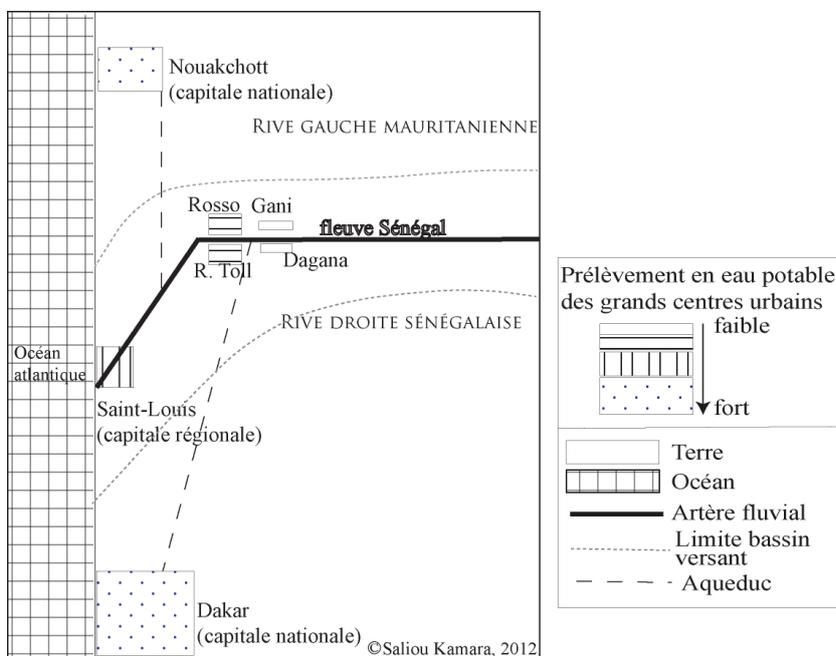 Nouakchott
(capitale nationale)
RIVE GAUCHE MAURITANIENNE
Rosso
Gani
fleuve Sénégal
R. Toll
Dagana
RIVE DROITE SÉNÉGALAISE
Océan
atlantique
Saint-Louis
(capitale régionale)
Dakar
(capitale nationale)
©Saliou Kamara, 2012
Prélèvement en eau potable
des grands centres urbains
faible
fort
Terre
Océan
Artère fluvial
Limite bassin
versant
Aqueduc